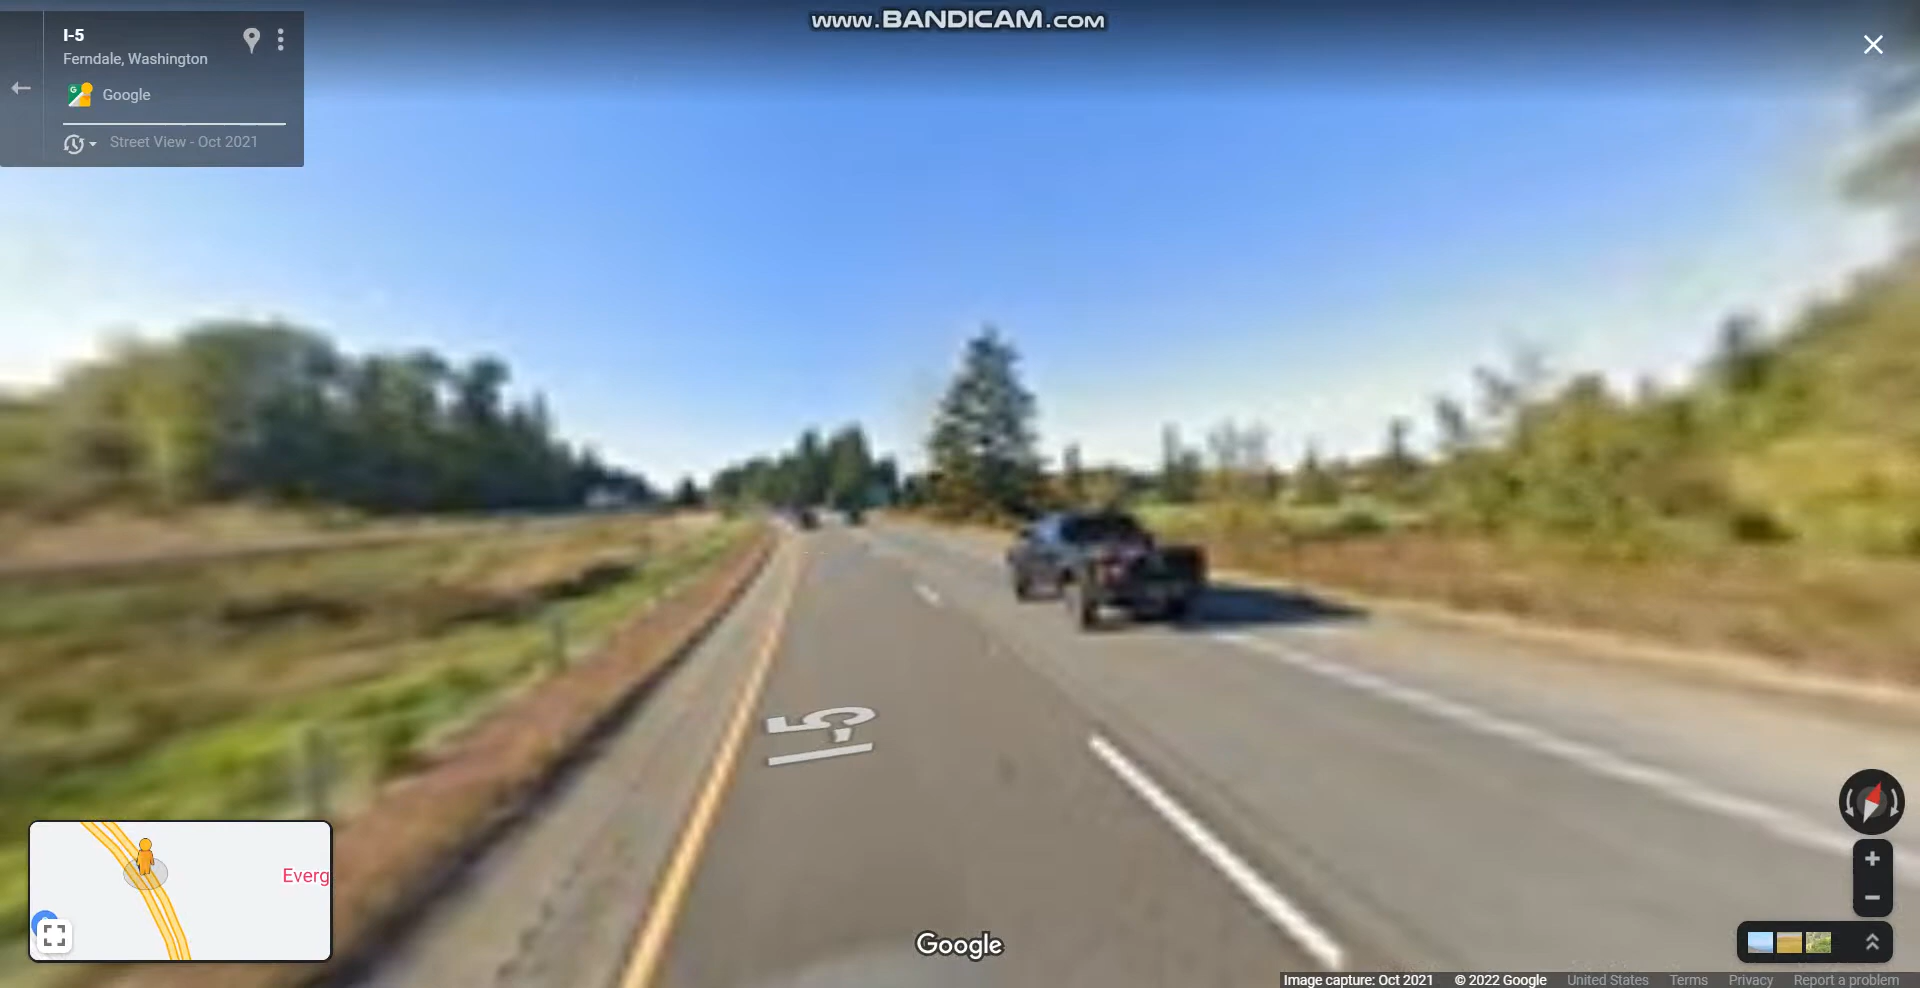 www.BANDICAM.com
I-5
Ferndale, Washington
Google
Street View - Oct 2021
I-5
Everg
Google
Image capture: Oct 2021 © 2022 Google United States Terms Privacy Report a problem